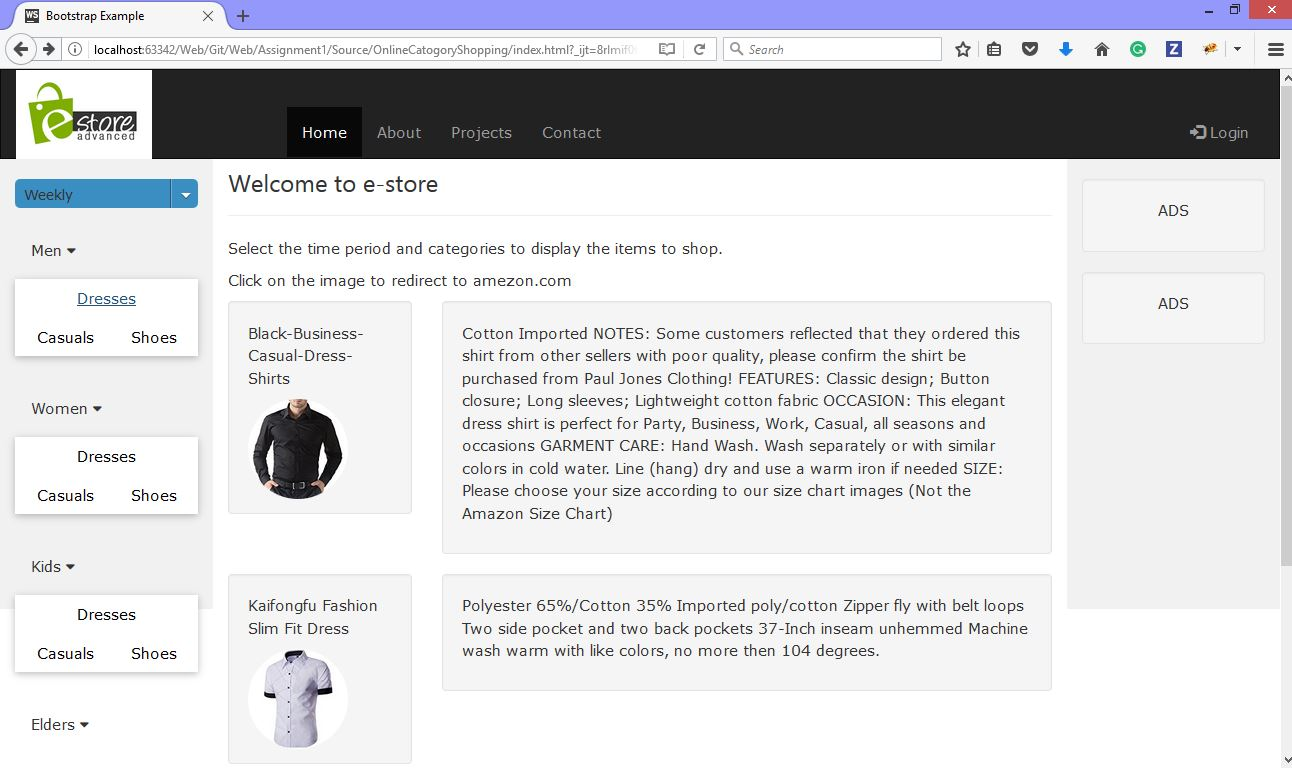 WS
Bootstrap Example
localhost:63342/Web/Git/Web/Assignment1/Source/OnlineCatogoryShopping/index.html?_ijt=8rlmif0
Search
Z
e store
advanced
Home
About
Projects
Contact
Login
Weekly
Men
Dresses
Casuals
Shoes
Women
Dresses
Casuals
Shoes
Kids
Dresses
Casuals
Shoes
Elders
Welcome to e-store
Select the time period and categories to display the items to shop.
Click on the image to redirect to amezon.com
Black-Business-
Casual-Dress-
Shirts
Cotton Imported NOTES: Some customers reflected that they ordered this
shirt from other sellers with poor quality, please confirm the shirt be
purchased from Paul Jones Clothing! FEATURES: Classic design; Button
closure; Long sleeves; Lightweight cotton fabric OCCASION: This elegant
dress shirt is perfect for Party, Business, Work, Casual, all seasons and
occasions GARMENT CARE: Hand Wash. Wash separately or with similar
colors in cold water. Line (hang) dry and use a warm iron if needed SIZE:
Please choose your size according to our size chart images (Not the
Amazon Size Chart)
Kaifongfu Fashion
Slim Fit Dress
Polyester 65%/Cotton 35% Imported poly/cotton Zipper fly with belt loops
Two side pocket and two back pockets 37-Inch inseam unhemmed Machine
wash warm with like colors, no more then 104 degrees.
ADS
ADS